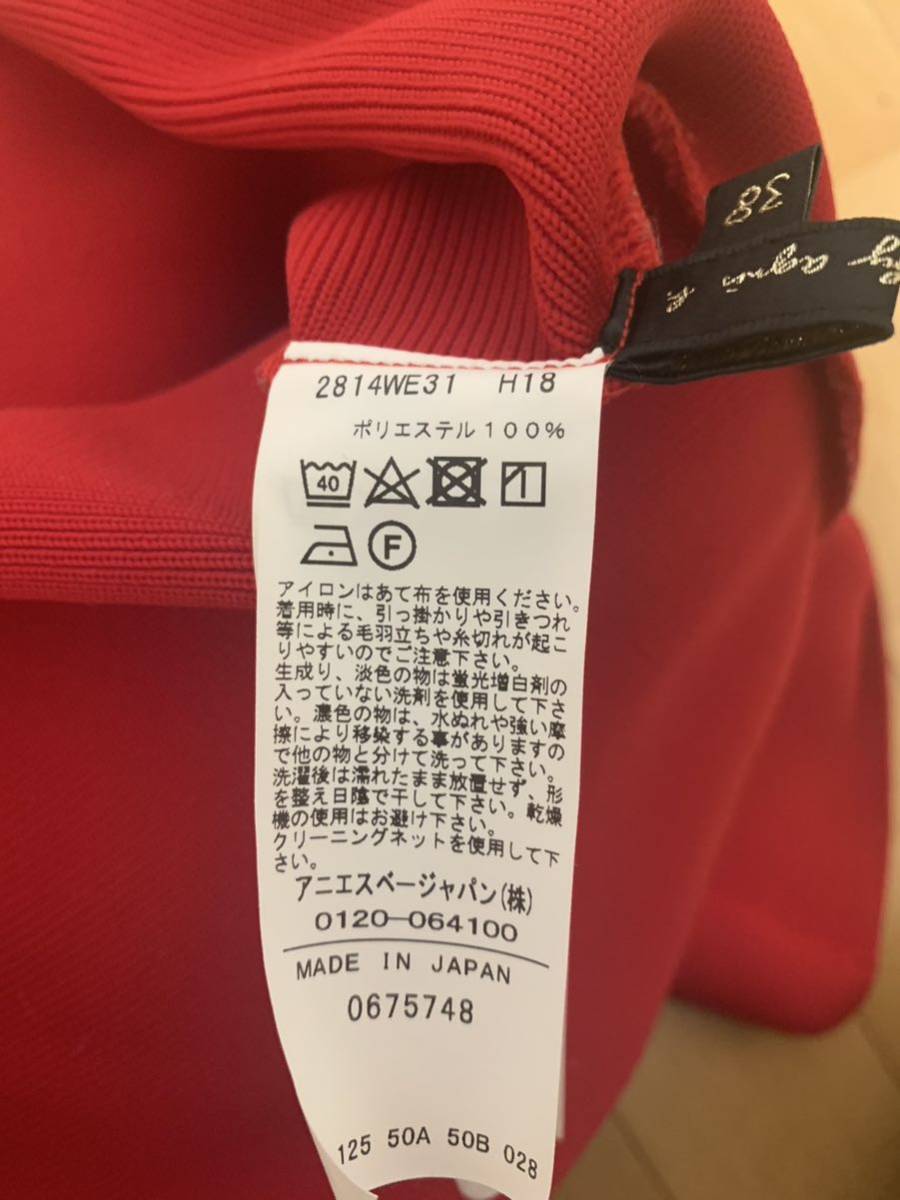 38
by agnès b.
2814WE31 H18
ポリエステル100%
40
F
アイロンはあて布を使用ください。
着用時に、引っ掛かりや引きつれ
等による毛羽立ちや糸切れが起こ
りやすいのでご注意下さい。
生成り、淡色の物は蛍光増白剤の
入っていない洗剤を使用して下さ
い。濃色の物は、水ぬれや強い摩
擦により移染する事がありますの
で他の物と分けて洗って下さい。
洗濯後は濡れたまま放置せず、形
を整え日陰で干して下さい。乾燥
機の使用はお避け下さい。
クリーニングネットを使用して下
さい。
アニエスベージャパン(株)
0120-064100
MADE IN JAPAN
0675748
125 50A 50B 028